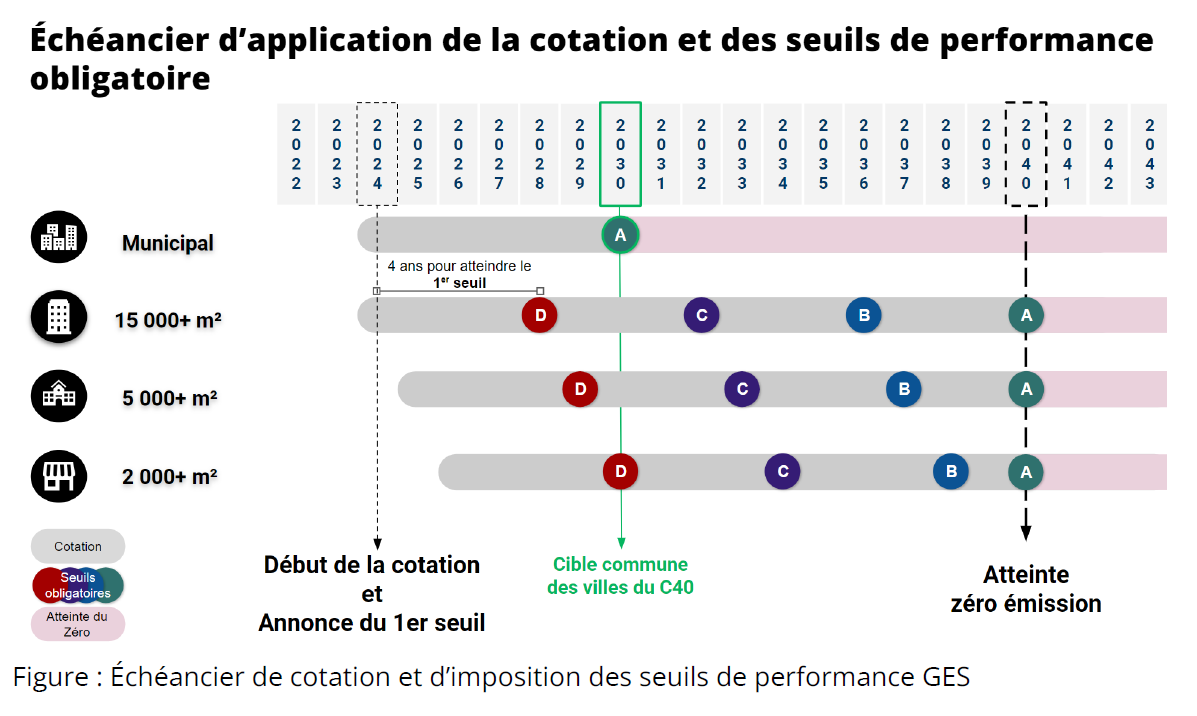 Échéancier d’application de la cotation et des seuils de performance
obligatoire
2022 2023 2024 2025 2026 2027 2028 2029 2030 2031 2032 2033 2034 2035 2036 2037 2038 2039 2040 2041 2042 2043
Municipal
A
4 ans pour atteindre le
1er seuil
15 000+ m²
D C B A
5 000+ m²
D C B A
2 000+ m²
D C B A
Cotation
Seuils
obligatoires
Atteinte du
Zéro
Début de la cotation
et
Annonce du 1er seuil
Cible commune
des villes du C40
Atteinte
zéro émission
Figure : Échéancier de cotation et d’imposition des seuils de performance GES